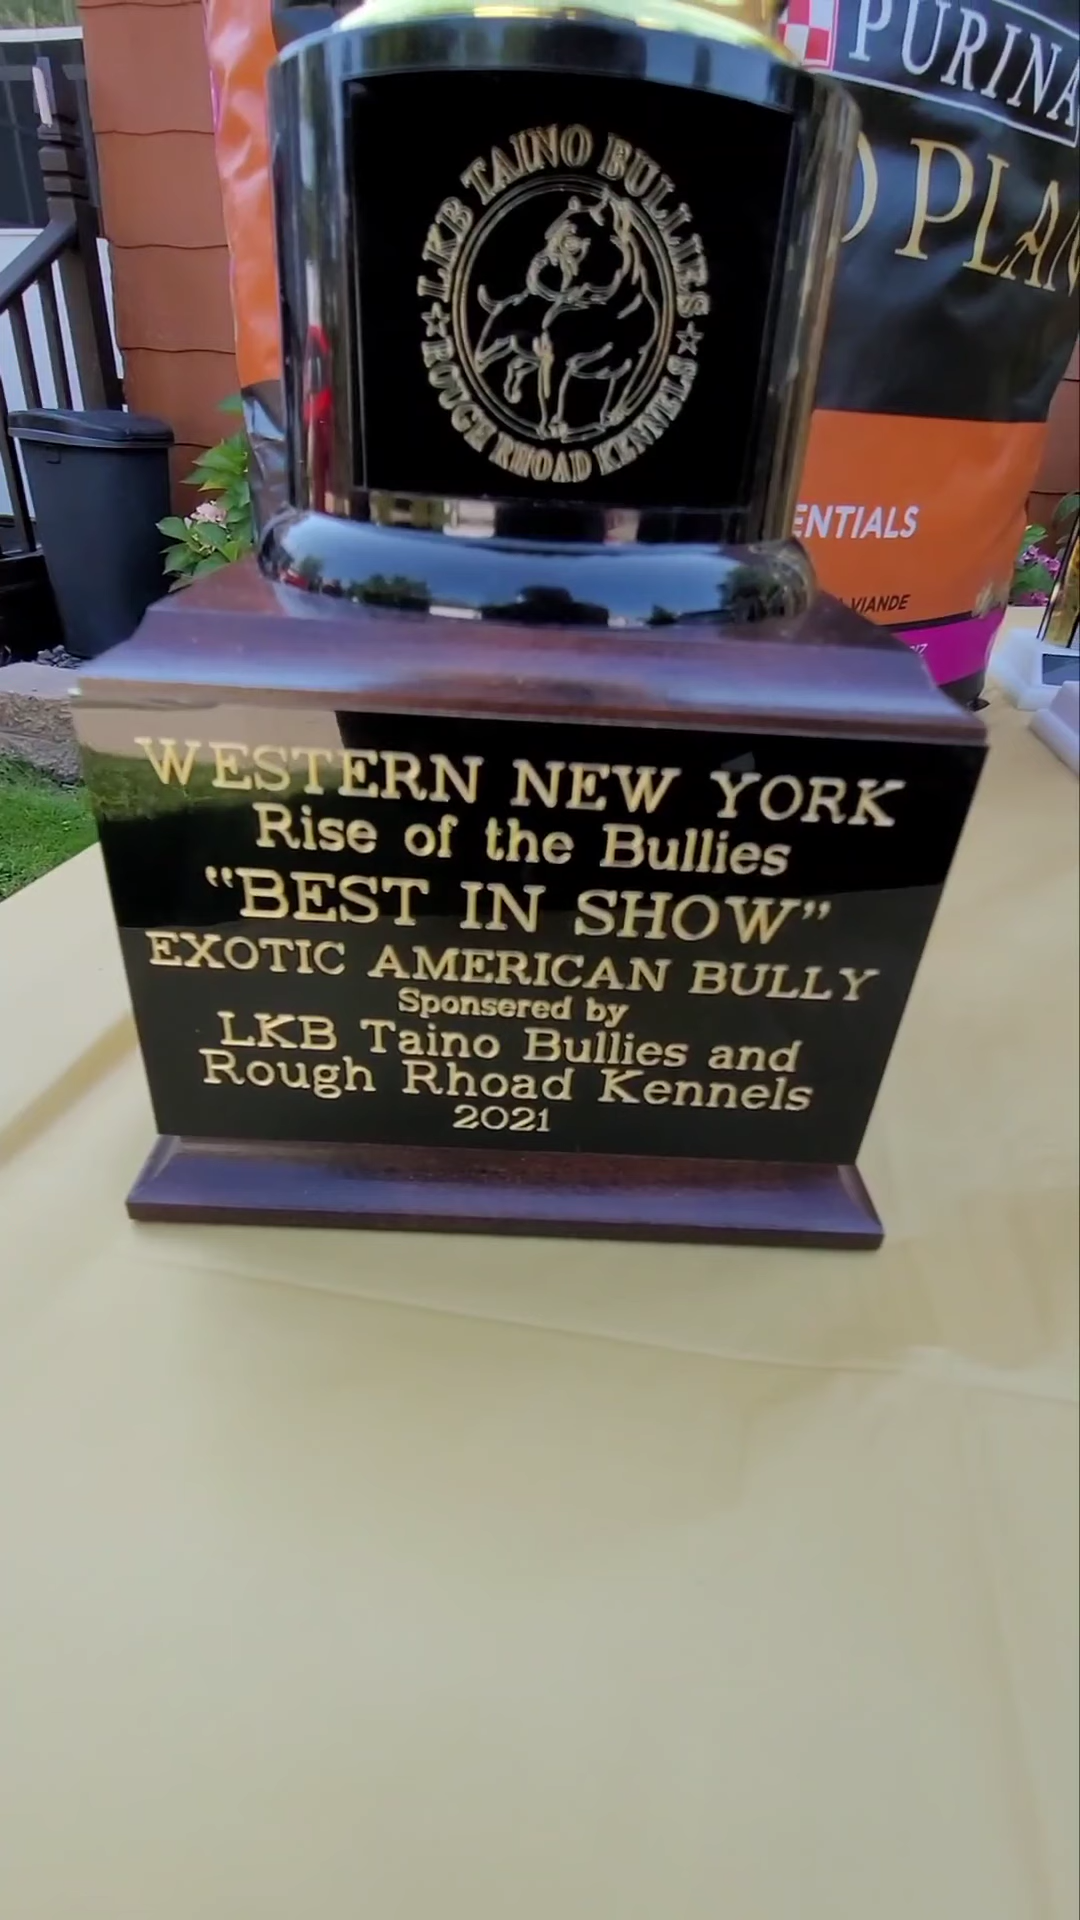 PURINA
PLAN
LKB TAINO BULLIES
ROUGH RHOAD KENNELS
ENTIALS
VIANDE
WESTERN NEW YORK
Rise of the Bullies
"BEST IN SHOW"
EXOTIC AMERICAN BULLY
Sponsered by
LKB Taino Bullies and
Rough Rhoad Kennels
2021